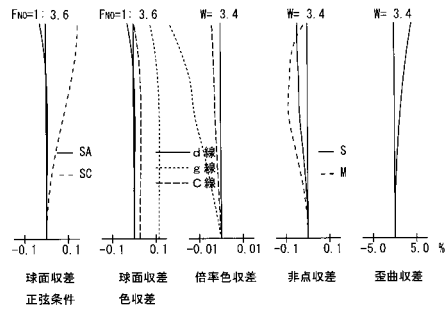 FNO=1: 3.6 FNO=1: 3.6 W= 3.4 W= 3.4 W= 3.4
SA
SC
d線
g線
C線
S
M
-0.1 0.1 -0.1 0.1 -0.01 0.01 -0.1 0.1 -5.0 5.0 %
球面収差 球面収差 倍率色収差 非点収差 歪曲収差
正弦条件 色収差